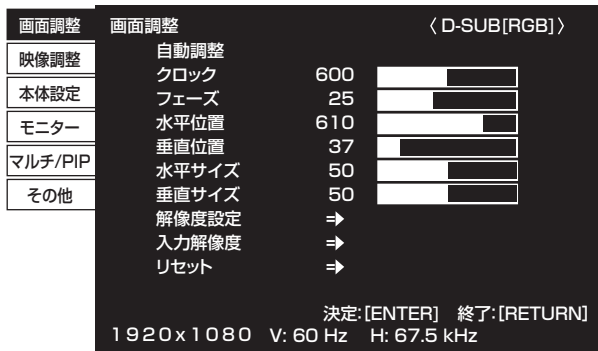 画面調整
映像調整
本体設定
モニター
マルチ/PIP
その他
画面調整 〈 D-SUB[RGB]〉
自動調整
クロック 600
フェーズ 25
水平位置 610
垂直位置 37
水平サイズ 50
垂直サイズ 50
解像度設定
入力解像度
リセット
決定:[ENTER] 終了:[RETURN]
1920x1080 V: 60 Hz H: 67.5 kHz